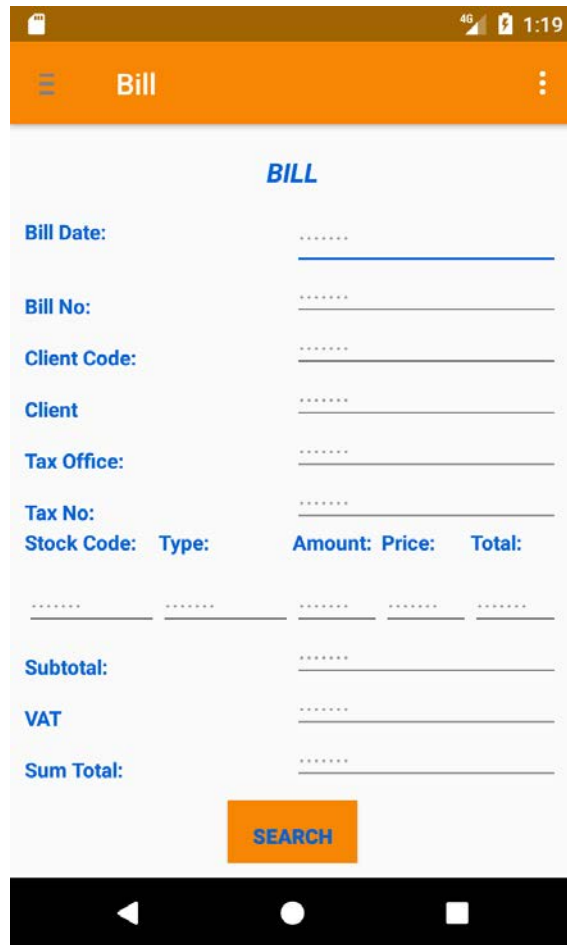 4G 1:19
Bill
BILL
Bill Date: .......
Bill No: .......
Client Code: .......
Client .......
Tax Office: .......
Tax No: .......
Stock Code: Type: Amount: Price: Total:
....... ....... ....... ....... .......
Subtotal: .......
VAT .......
Sum Total: .......
SEARCH